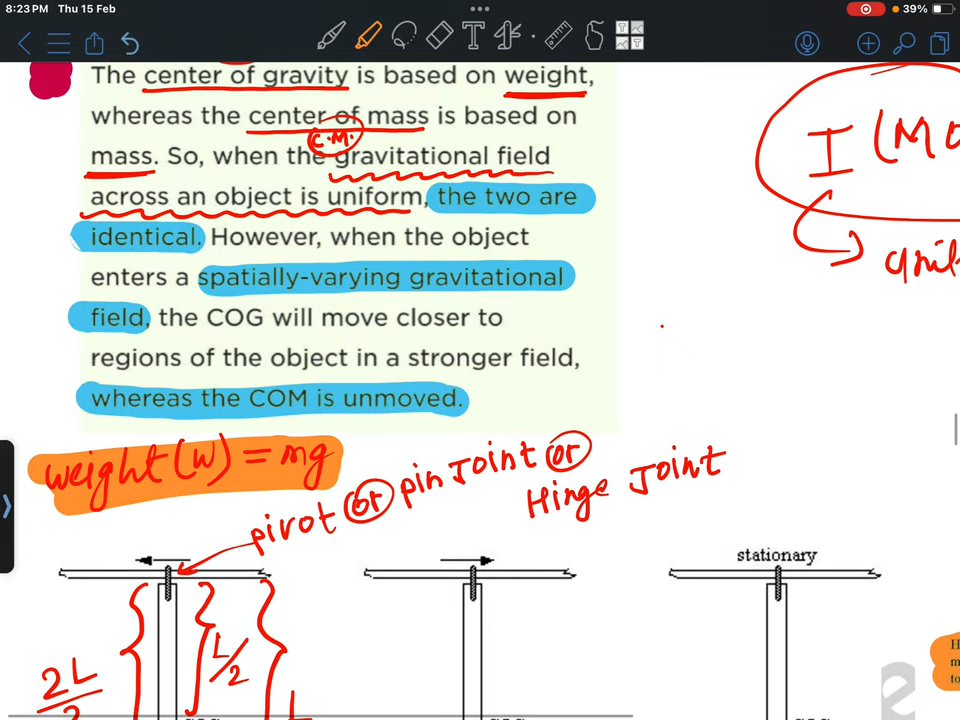 8:23 PM Thu 15 Feb
39%
The center of gravity is based on weight,
whereas the center of mass is based on
C.M.
mass. So, when the gravitational field
across an object is uniform, the two are
identical. However, when the object
enters a spatially-varying gravitational
field, the COG will move closer to
regions of the object in a stronger field,
whereas the COM is unmoved.
I (Mo
weight (W) = mg
pivot or pin Joint or
Hinge Joint
stationary
L/2
2L
L